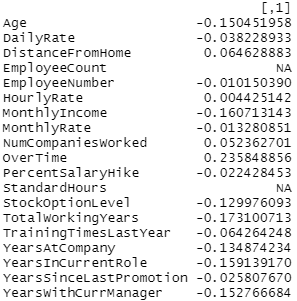 [,1]
Age -0.150451958
DailyRate -0.038228933
DistanceFromHome 0.064628883
EmployeeCount NA
EmployeeNumber -0.010150390
HourlyRate 0.004425142
MonthlyIncome -0.160713143
MonthlyRate -0.013280851
NumCompaniesWorked 0.052362701
OverTime 0.235848856
PercentSalaryHike -0.022428453
StandardHours NA
StockOptionLevel -0.129976093
TotalWorkingYears -0.173100713
TrainingTimesLastYear -0.064264248
YearsAtCompany -0.134874234
YearsInCurrentRole -0.159139170
YearsSinceLastPromotion -0.025807670
YearsWithCurrManager -0.152766684